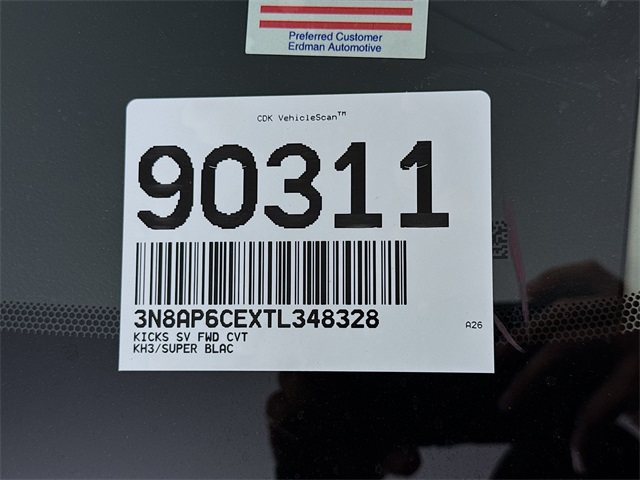 Preferred Customer
Erdman Automotive
CDK VehicleScan™
90311
3N8AP6CEXTL348328
KICKS SV FWD CVT
KH3/SUPER BLAC
A26